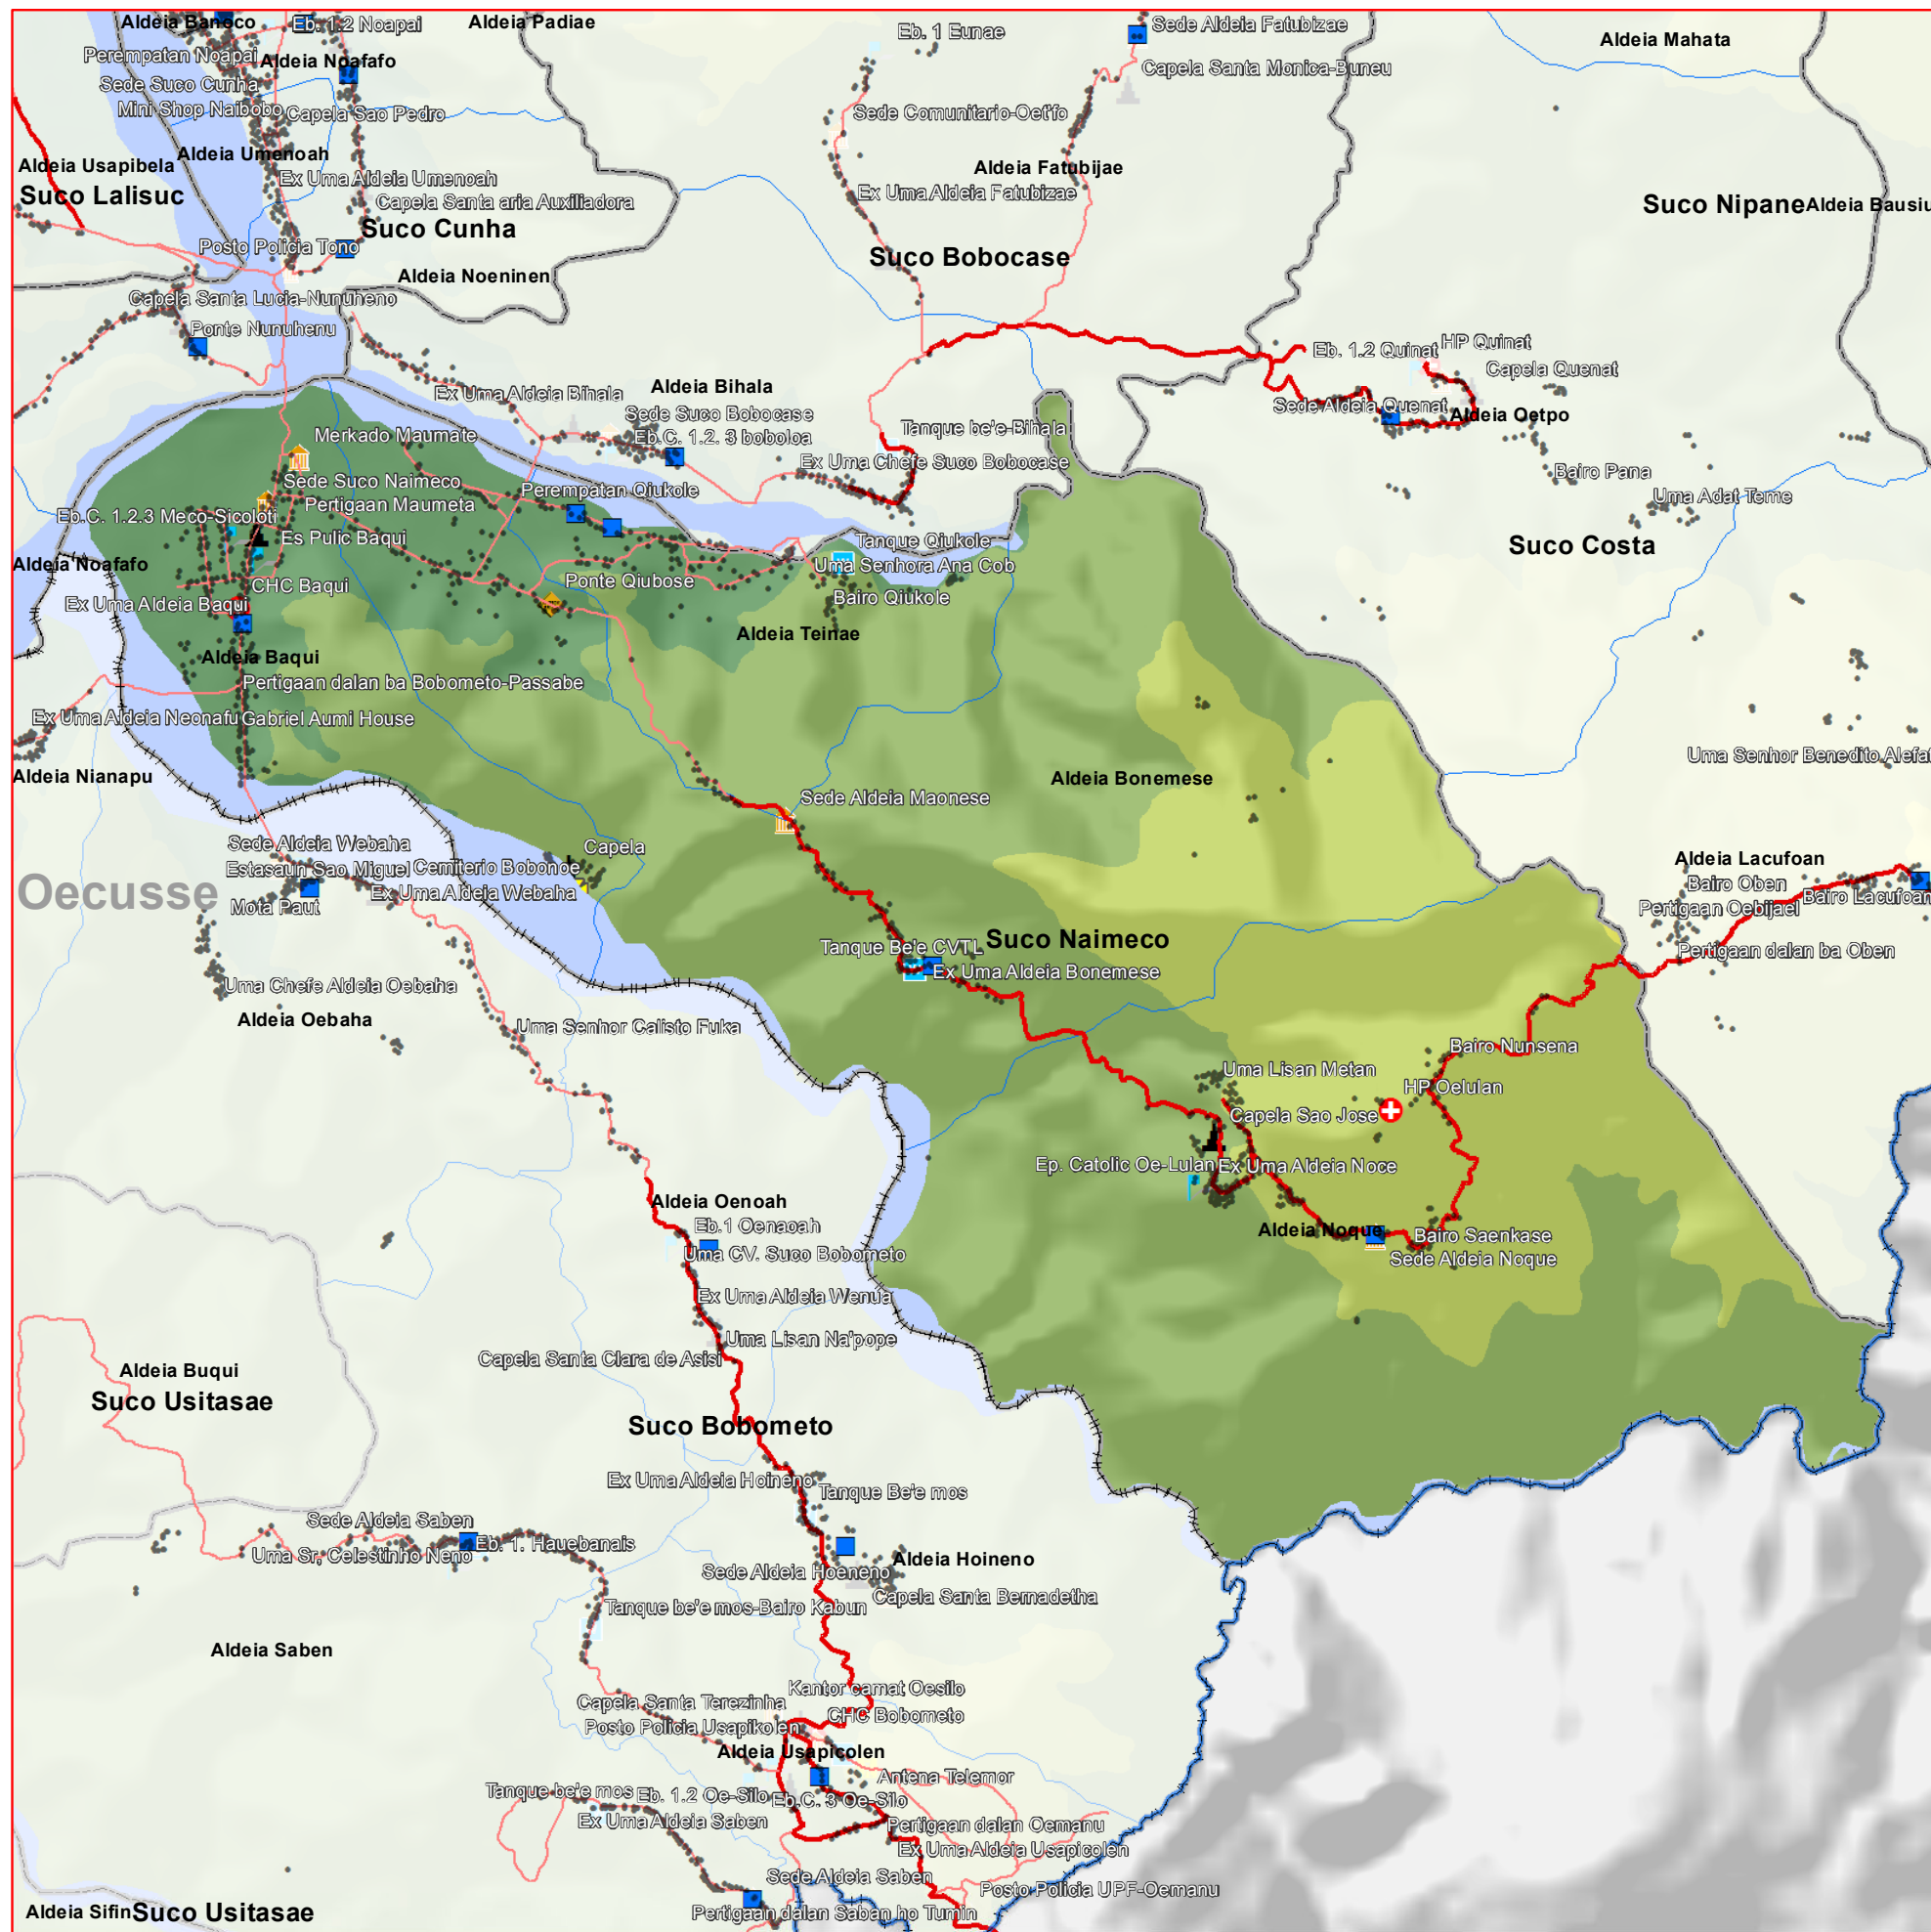 Aldeia Banoco
Eb. 1.2 Noapai
Aldeia Padiae
Eb. 1 Eunae
Sede Aldeia Fatubizae
Aldeia Mahata
Perempatan Noapai
Aldeia Noafafo
Capela Santa Monica-Buneu
Sede Suco Cunha
Mini Shop Naibobo
Capela Sao Pedro
Sede Comunitario-Oet'fo
Aldeia Umenoah
Aldeia Usapibela
Aldeia Fatubijae
Suco Lalisuc
Ex Uma Aldeia Umenoah
Ex Uma Aldeia Fatubizae
Capela Santa aria Auxiliadora
Suco Nipane
Aldeia Bausiu
Suco Cunha
Posto Policia Tono
Suco Bobocase
Aldeia Noeninen
Capela Santa Lucia-Nunuheno
Ponte Nunuhenu
Eb. 1.2 Quinat
HP Quinat
Capela Quenat
Ex Uma Aldeia Bihala
Aldeia Bihala
Sede Suco Bobocase
Sede Aldeia Quenat
Aldeia Oetpo
Merkado Maumate
Eb.C. 1.2. 3 boboloa
Tanque be'e-Bihala
Ex Uma Chefe Suco Bobocase
Bairo Pana
Sede Suco Naimeco
Perempatan Qiukole
Uma Adat Teme
Pertigaan Maumeta
Eb.C. 1.2.3 Meco-Sicoloti
Es Pulic Baqui
Tanque Qiukole
Suco Costa
Aldeia Noafafo
Uma Senhora Ana Cob
CHC Baqui
Ponte Qiubose
Bairo Qiukole
Ex Uma Aldeia Baqui
Aldeia Teinae
Aldeia Baqui
Pertigaan dalan ba Bobometo-Passabe
Ex Uma Aldeia Neonafu
Gabriel Aumi House
Uma Senhor Benedito Alefa
Aldeia Nianapu
Aldeia Bonemese
Sede Aldeia Maonese
Sede Aldeia Webaha
Capela
Aldeia Lacufoan
Estasaun Sao Miguel
Cemiterio Bobonoe
Bairo Oben
Oecusse
Ex Uma Aldeia Webaha
Bairo Lacufoan
Mota Paut
Pertigaan Oebijael
Suco Naimeco
Tanque Be'e CVTL
Pertigaan dalan ba Oben
Ex Uma Aldeia Bonemese
Uma Chefe Aldeia Oebaha
Aldeia Oebaha
Uma Senhor Calisto Fuka
Bairo Nunsena
Uma Lisan Metan
HP Oelulan
Capela Sao Jose
Ep. Catolic Oe-Lulan
Ex Uma Aldeia Noce
Aldeia Oenoah
Eb.1 Oenaoah
Aldeia Noque
Bairo Saenkase
Uma CV. Suco Bobometo
Sede Aldeia Noque
Ex Uma Aldeia Wenua
Uma Lisan Na'pope
Capela Santa Clara de Asisi
Aldeia Buqui
Suco Usitasae
Suco Bobometo
Ex Uma Aldeia Hoineno
Tanque Be'e mos
Sede Aldeia Saben
Eb. 1. Hauebanais
Uma Sr. Celestinho Neno
Aldeia Hoineno
Sede Aldeia Hoeneno
Capela Santa Bernadetha
Tanque be'e mos-Bairo Kabun
Aldeia Saben
Kantor camat Oesilo
Capela Santa Terezinha
CHC Bobometo
Posto Policia Usapikolen
Aldeia Usapicolen
Antena Telemor
Tanque be'e mos
Eb. 1.2 Oe-Silo
Eb.C. 3 Oe-Silo
Ex Uma Aldeia Saben
Pertigaan dalan Oemanu
Ex Uma Aldeia Usapicolen
Sede Aldeia Saben
Posto Policia UPF-Oemanu
Aldeia Sifin
Suco Usitasae
Pertigaan dalan Saban ho Tumin